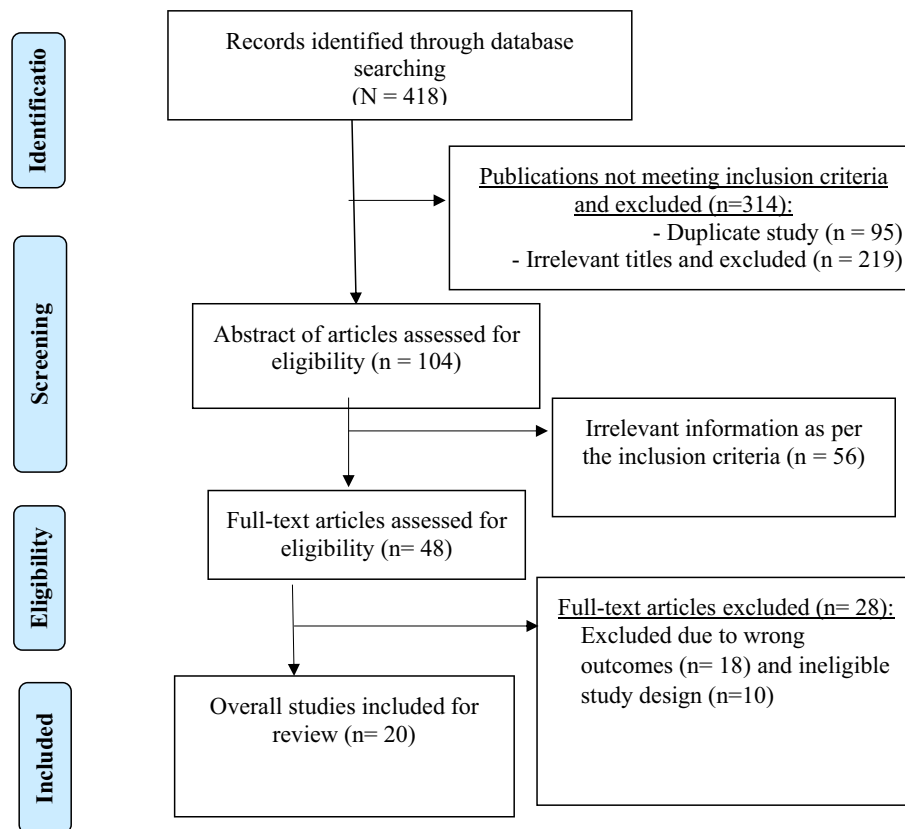 Identificatio
Records identified through database
searching
(N = 418)
Publications not meeting inclusion criteria
and excluded (n=314):
- Duplicate study (n = 95)
- Irrelevant titles and excluded (n = 219)
Screening
Abstract of articles assessed for
eligibility (n = 104)
Irrelevant information as per
the inclusion criteria (n = 56)
Eligibility
Full-text articles assessed for
eligibility (n= 48)
Full-text articles excluded (n= 28):
Excluded due to wrong
outcomes (n= 18) and ineligible
study design (n=10)
Included
Overall studies included for
review (n= 20)